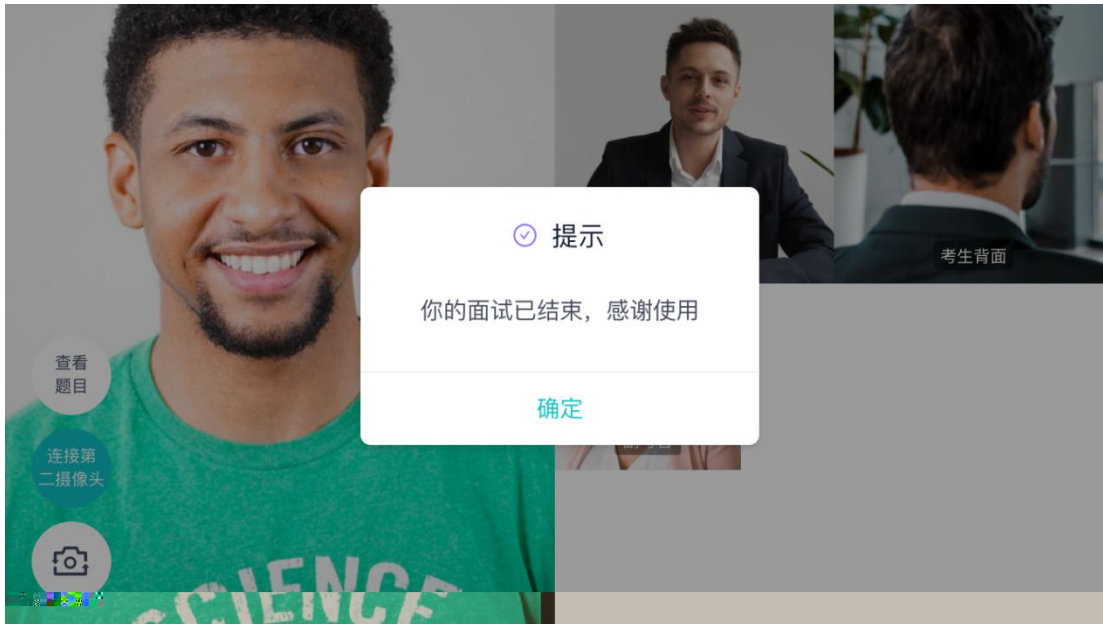 提示
你的面试已结束，感谢使用
确定
考生背面
查看
题目
连接第
二摄像头
SCIENCE